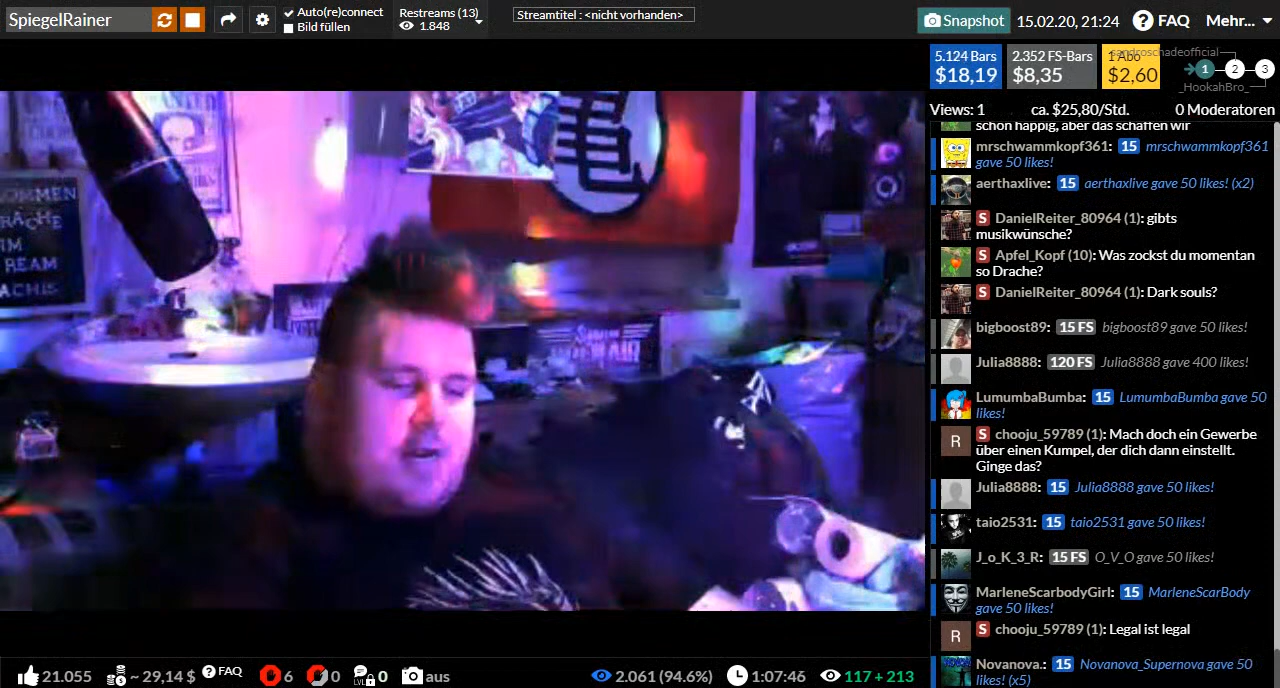 SpiegelRainer
Auto(re)connect
Bild füllen
Restreams (13)
1.848
Streamtitel : <nicht vorhanden>
Snapshot
15.02.20, 21:24
FAQ
Mehr...
5.124 Bars
$18,19
2.352 FS-Bars
$8,35
1 Abo
$2,60
sandroschadeofficial
1 2 3
_HookahBro_
Views: 1
ca. $25,80/Std.
0 Moderatoren
schon happig, aber das schaffen wir
mrschwammkopf361: 15 mrschwammkopf361
gave 50 likes!
aerthaxlive: 15 aerthaxlive gave 50 likes! (x2)
S DanielReiter_80964 (1): gibts
musikwünsche?
S Apfel_Kopf (10): Was zockst du momentan
so Drache?
S DanielReiter_80964 (1): Dark souls?
bigboost89: 15 FS bigboost89 gave 50 likes!
Julia8888: 120 FS Julia8888 gave 400 likes!
LumumbaBumba: 15 LumumbaBumba gave 50
likes!
R
S chooju_59789 (1): Mach doch ein Gewerbe
über einen Kumpel, der dich dann einstellt.
Ginge das?
Julia8888: 15 Julia8888 gave 50 likes!
taio2531: 15 taio2531 gave 50 likes!
J_o_K_3_R: 15 FS O_V_O gave 50 likes!
MarleneScarbodyGirl: 15 MarleneScarBody
gave 50 likes!
R
S chooju_59789 (1): Legal ist legal
Novanova.: 15 Novanova_Supernova gave 50
likes! (x5)
亀
OMMEN
RACHE
IM
REAM
ACHIS
21.055
~ 29,14 $
FAQ
6
0
LVL
0
aus
2.061 (94.6%)
1:07:46
117 + 213